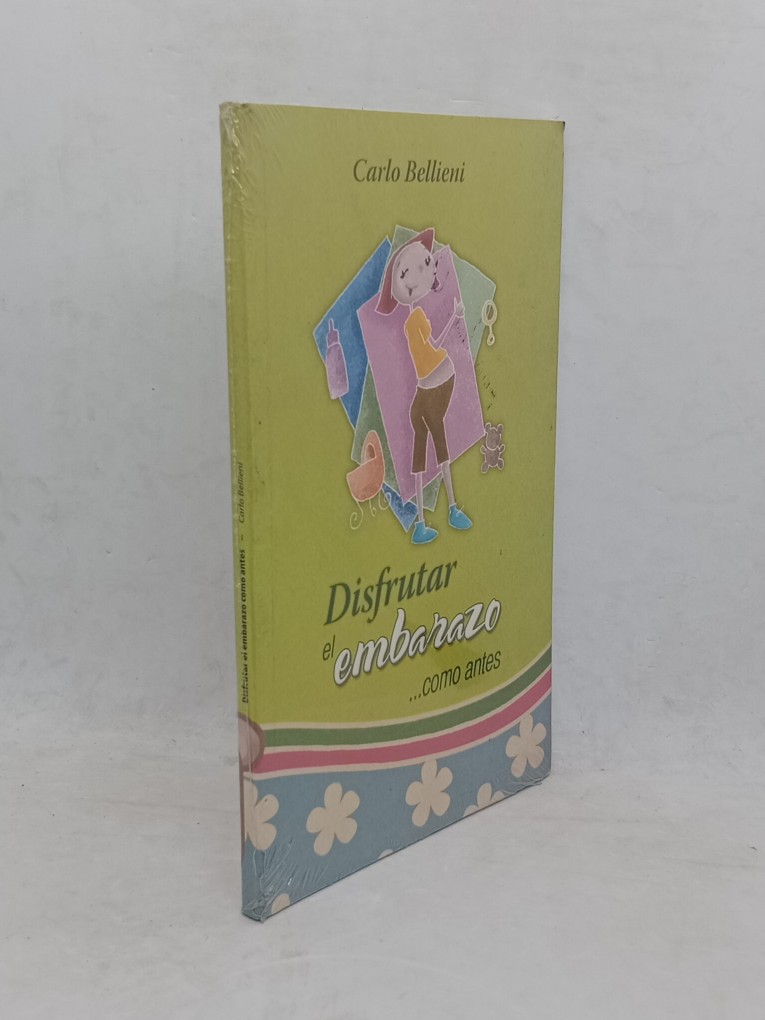 Carlo Bellieni
Disfrutar
el embarazo
...como antes
Disfrutar el embarazo como antes – Carlo Bellieni